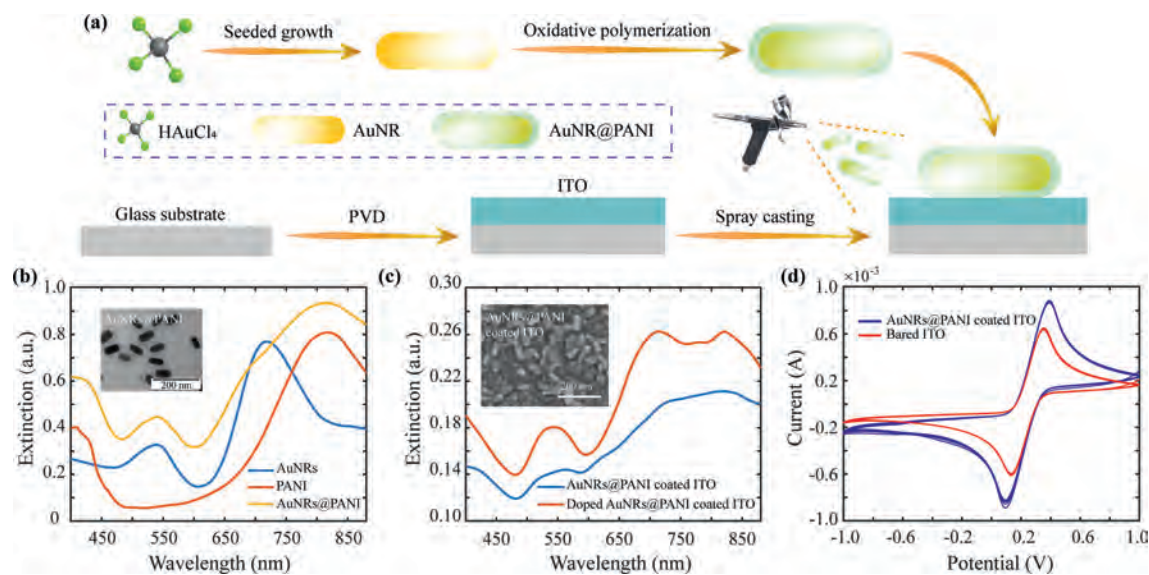 (a)
Seeded growth
Oxidative polymerization
HAuCl₄
AuNR
AuNR@PANI
Glass substrate
PVD
ITO
Spray casting
(b)
1.0
0.8
0.6
0.4
0.2
0
Extinction (a.u.)
AuNRs@PANI
200 nm
AuNRs
PANI
AuNRs@PANI
450 550 650 750 850
Wavelength (nm)
(c)
0.30
0.26
0.22
0.18
0.14
0.10
Extinction (a.u.)
AuNRs@PANI
coated ITO
AuNRs@PANI coated ITO
Doped AuNRs@PANI coated ITO
450 550 650 750 850
Wavelength (nm)
(d)
×10⁻³
1.0
0.6
0.2
-0.2
-0.6
-1.0
Current (A)
AuNRs@PANI coated ITO
Bared ITO
-1.0 -0.6 -0.2 0.2 0.6 1.0
Potential (V)